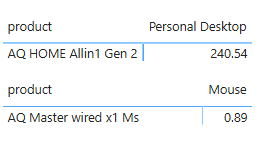 product Personal Desktop
AQ HOME Allin1 Gen 2 240.54
product Mouse
AQ Master wired x1 Ms 0.89